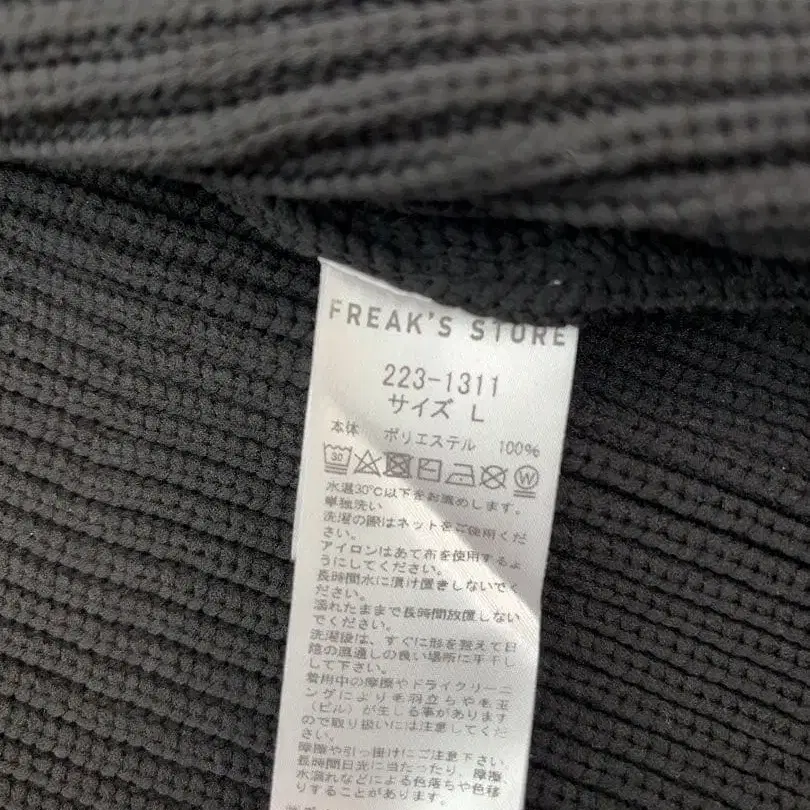 FREAK'S STORE
223-1311
サイズ L
本体 ポリエステル 100%
30
W
水温30℃以下をお薦めします。
単独洗い
洗濯の際はネットをご使用くだ
さい。
アイロンはあて布を使用するよ
うにしてください。
長時間水に漬け置きしないでく
ださい。
濡れたままで長時間放置しない
でください。
洗濯後は、すぐに形を整えて日
陰の風通しの良い場所に平干し
して下さい。
着用中の摩擦やドライクリーニ
ングにより毛羽立ちや毛玉
(ピル)が生じる事があります
ので取り扱いには注意してくだ
さい。
摩擦や引っ掛けにご注意下さい。
長時間日光に当たったり、摩擦、
水濡れなどによる色落ちや色移
りすることがあります。